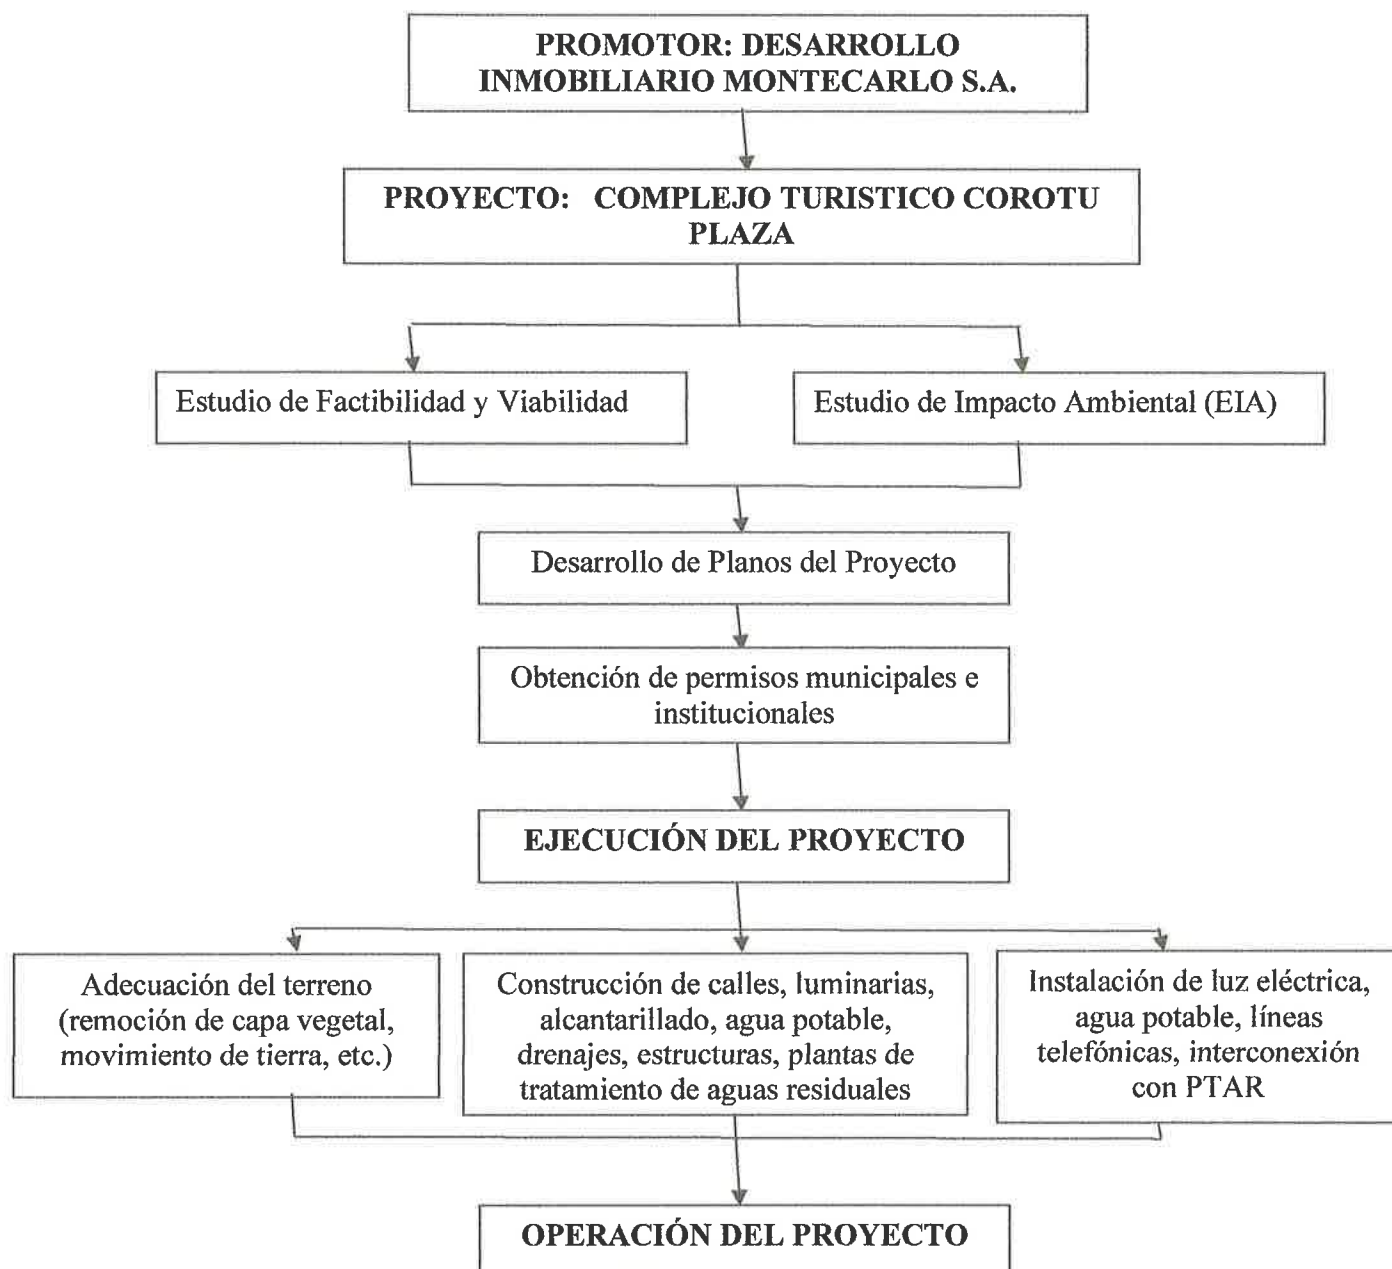 PROMOTOR: DESARROLLO
INMOBILIARIO MONTECARLO S.A.
PROYECTO: COMPLEJO TURISTICO COROTU
PLAZA
Estudio de Factibilidad y Viabilidad
Estudio de Impacto Ambiental (EIA)
Desarrollo de Planos del Proyecto
Obtención de permisos municipales e
institucionales
EJECUCIÓN DEL PROYECTO
Adecuación del terreno
(remoción de capa vegetal,
movimiento de tierra, etc.)
Construcción de calles, luminarias,
alcantarillado, agua potable,
drenajes, estructuras, plantas de
tratamiento de aguas residuales
Instalación de luz eléctrica,
agua potable, líneas
telefónicas, interconexión
con PTAR
OPERACIÓN DEL PROYECTO